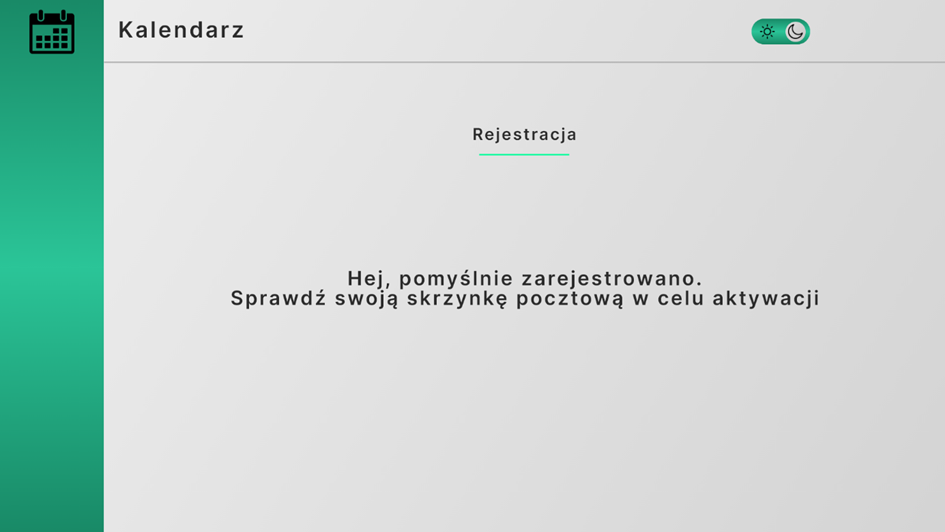 Kalendarz
Rejestracja
Hej, pomyślnie zarejestrowano.
Sprawdź swoją skrzynkę pocztową w celu aktywacji